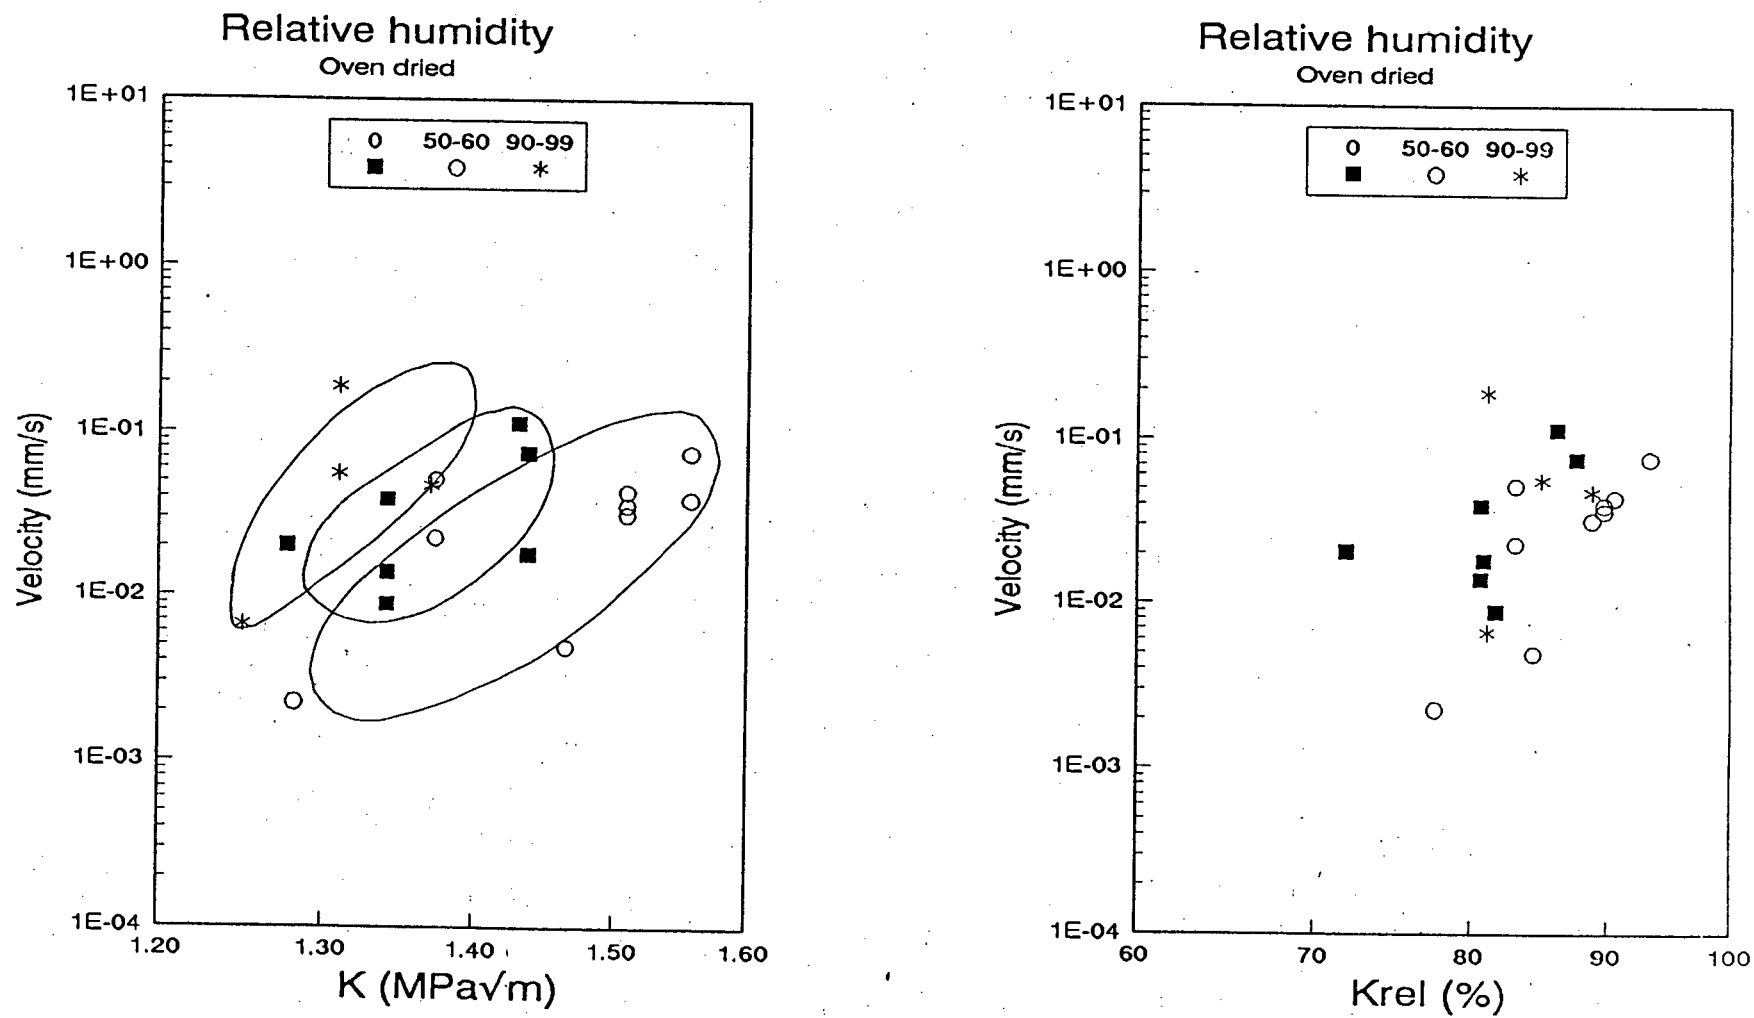 Relative humidity
Oven dried
1E+01
0 50-60 90-99
1E+00
1E-01
1E-02
1E-03
1E-04
Velocity (mm/s)
1.20 1.30 1.40 1.50 1.60
K (MPa√m)
Relative humidity
Oven dried
1E+01
0 50-60 90-99
1E+00
1E-01
1E-02
1E-03
1E-04
Velocity (mm/s)
60 70 80 90 100
Krel (%)